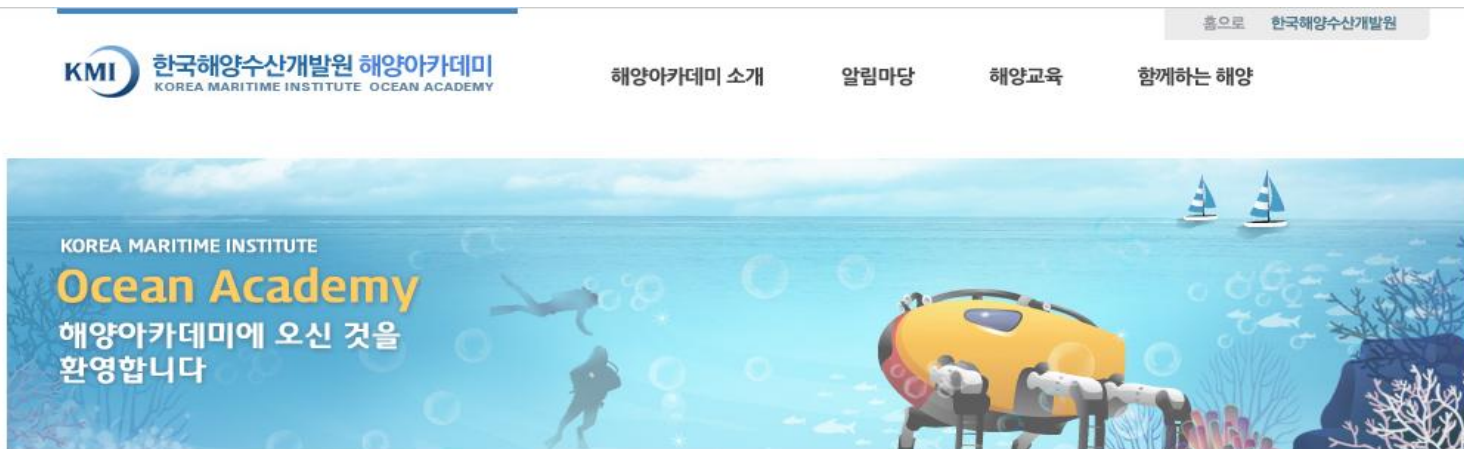 홈으로 한국해양수산개발원
KMI 한국해양수산개발원 해양아카데미
KOREA MARITIME INSTITUTE OCEAN ACADEMY
해양아카데미 소개 알림마당 해양교육 함께하는 해양
KOREA MARITIME INSTITUTE
Ocean Academy
해양아카데미에 오신 것을
환영합니다